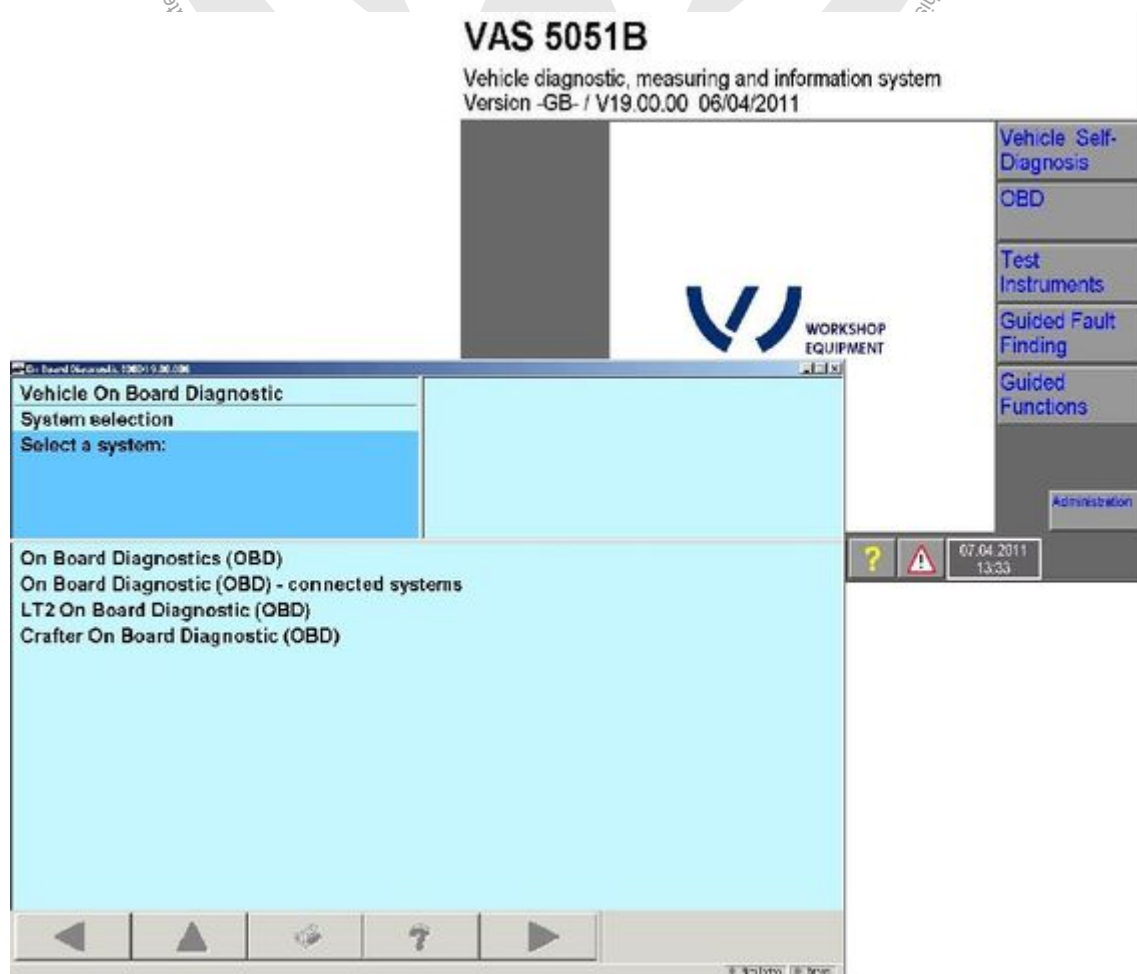 VAS 5051B
Vehicle diagnostic, measuring and information system
Version -GB- / V19.00.00 06/04/2011
Vehicle Self-
Diagnosis
OBD
Test
Instruments
Guided Fault
Finding
Guided
Functions
Administration
WORKSHOP
EQUIPMENT
?
07.04.2011
13:33
Vehicle On Board Diagnostic
System selection
Select a system:
On Board Diagnostics (OBD)
On Board Diagnostic (OBD) - connected systems
LT2 On Board Diagnostic (OBD)
Crafter On Board Diagnostic (OBD)
?